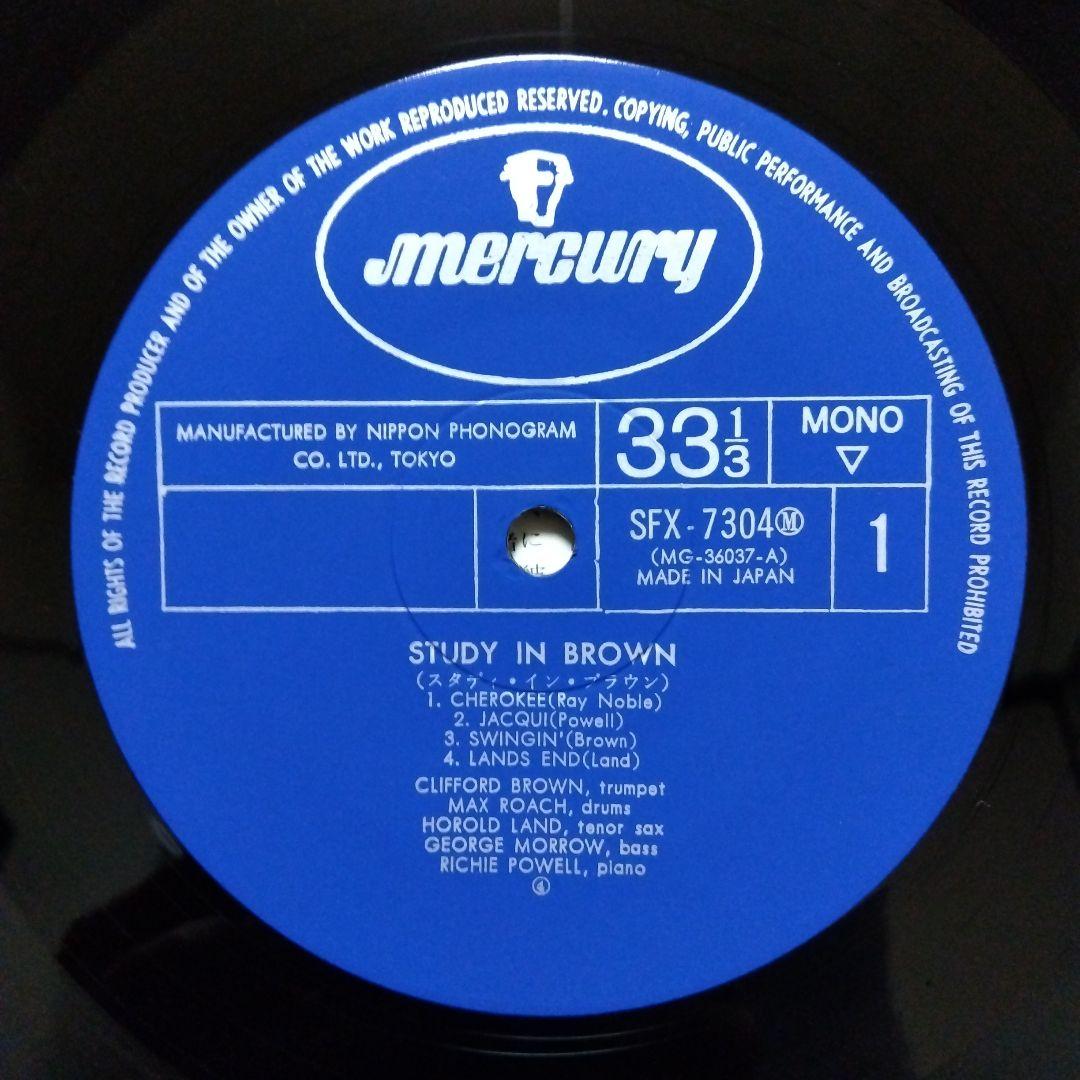 ALL RIGHTS OF THE RECORD PRODUCER AND OF THE OWNER OF THE WORK REPRODUCED RESERVED. COPYING, PUBLIC PERFORMANCE AND BROADCASTING OF THIS RECORD PROHIBITED
mercury
MANUFACTURED BY NIPPON PHONOGRAM
CO. LTD., TOKYO
33 1/3
MONO
▽
SFX-7304Ⓜ
(MG-36037-A)
MADE IN JAPAN
1
STUDY IN BROWN
(スタディ・イン・ブラウン)
1. CHEROKEE(Ray Noble)
2. JACQUI(Powell)
3. SWINGIN'(Brown)
4. LANDS END(Land)
CLIFFORD BROWN, trumpet
MAX ROACH, drums
HOROLD LAND, tenor sax
GEORGE MORROW, bass
RICHIE POWELL, piano
④